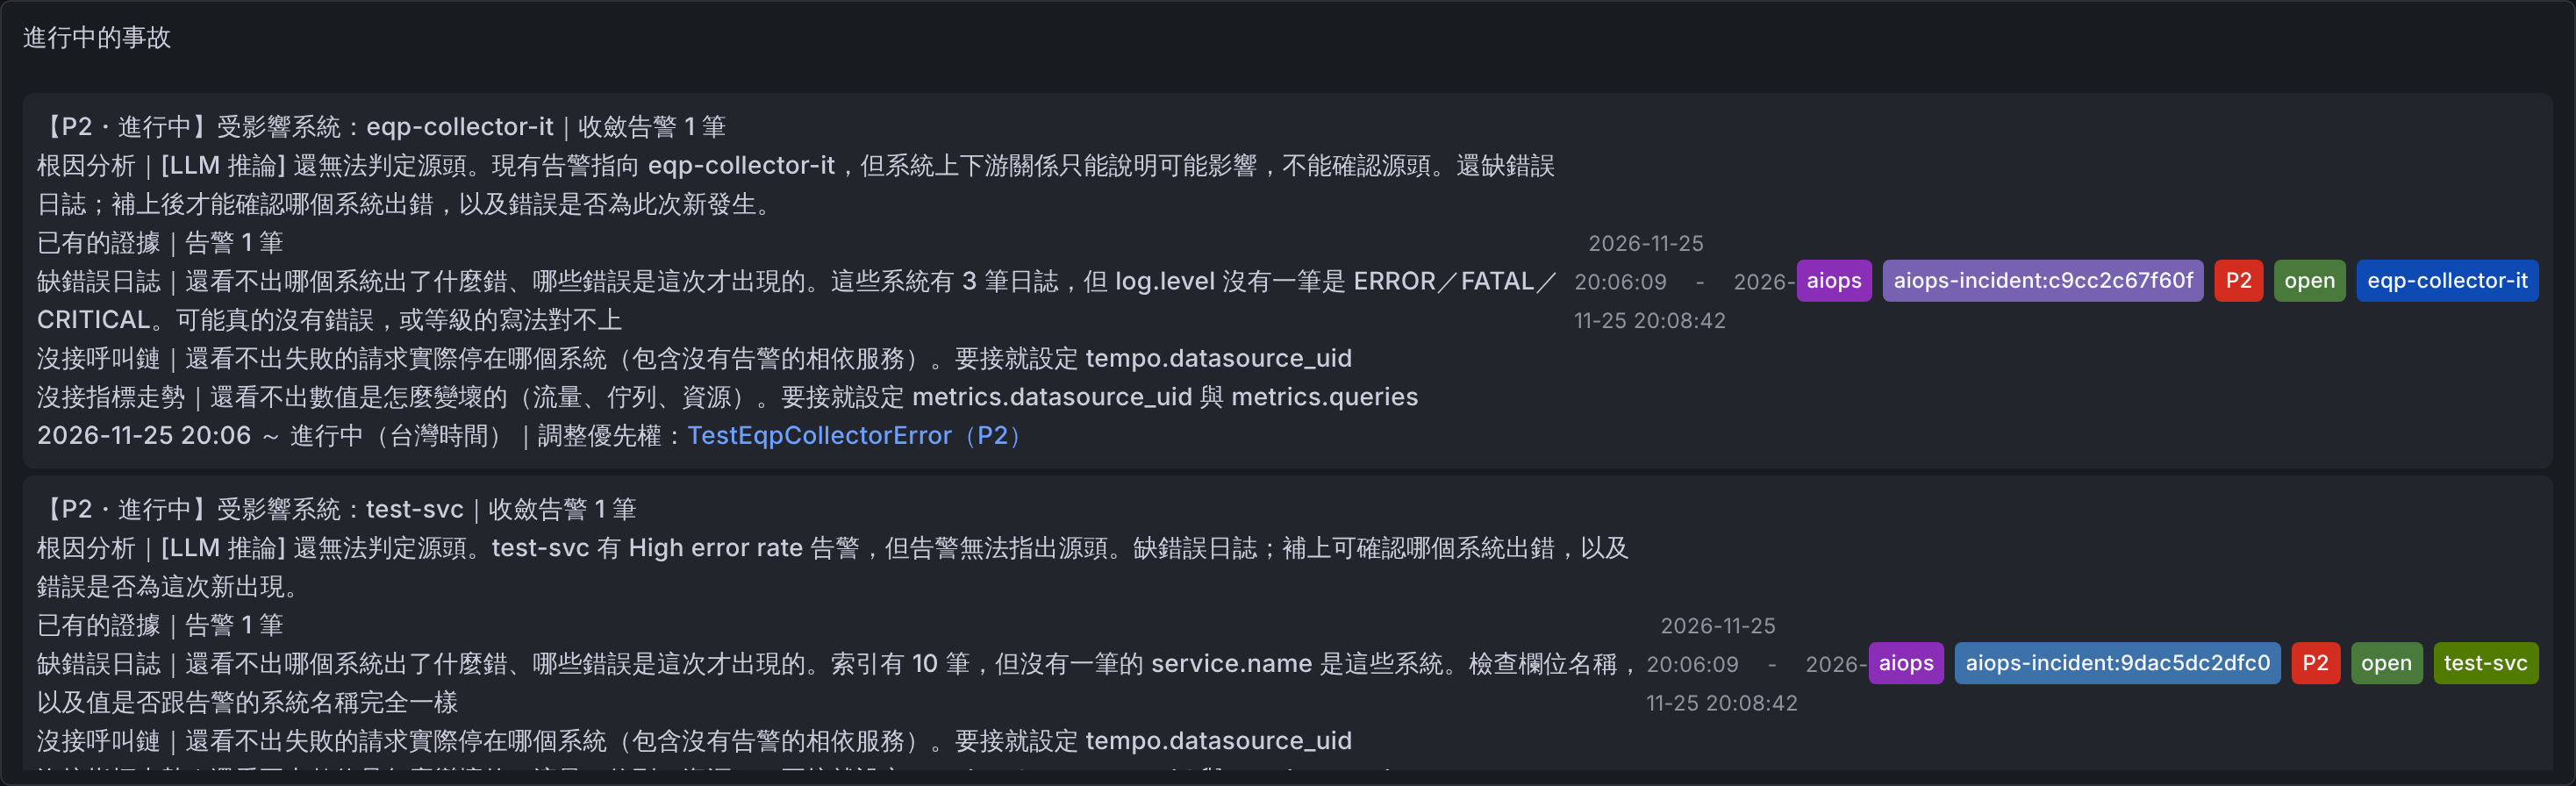 進行中的事故
【P2・進行中】受影響系統：eqp-collector-it｜收斂告警 1 筆
根因分析｜[LLM 推論] 還無法判定源頭。現有告警指向 eqp-collector-it，但系統上下游關係只能說明可能影響，不能確認源頭。還缺錯誤
日誌；補上後才能確認哪個系統出錯，以及錯誤是否為此次新發生。
已有的證據｜告警 1 筆
缺錯誤日誌｜還看不出哪個系統出了什麼錯、哪些錯誤是這次才出現的。這些系統有 3 筆日誌，但 log.level 沒有一筆是 ERROR／FATAL／
CRITICAL。可能真的沒有錯誤，或等級的寫法對不上
沒接呼叫鏈｜還看不出失敗的請求實際停在哪個系統（包含沒有告警的相依服務）。要接就設定 tempo.datasource_uid
沒接指標走勢｜還看不出數值是怎麼變壞的（流量、佇列、資源）。要接就設定 metrics.datasource_uid 與 metrics.queries
2026-11-25 20:06 ～ 進行中（台灣時間）｜調整優先權：TestEqpCollectorError（P2）
2026-11-25
20:06:09 - 2026-
11-25 20:08:42
aiops aiops-incident:c9cc2c67f60f P2 open eqp-collector-it
【P2・進行中】受影響系統：test-svc｜收斂告警 1 筆
根因分析｜[LLM 推論] 還無法判定源頭。test-svc 有 High error rate 告警，但告警無法指出源頭。缺錯誤日誌；補上可確認哪個系統出錯，以及
錯誤是否為這次新出現。
已有的證據｜告警 1 筆
缺錯誤日誌｜還看不出哪個系統出了什麼錯、哪些錯誤是這次才出現的。索引有 10 筆，但沒有一筆的 service.name 是這些系統。檢查欄位名稱，
以及值是否跟告警的系統名稱完全一樣
沒接呼叫鏈｜還看不出失敗的請求實際停在哪個系統（包含沒有告警的相依服務）。要接就設定 tempo.datasource_uid
2026-11-25
20:06:09 - 2026-
11-25 20:08:42
aiops aiops-incident:9dac5dc2dfc0 P2 open test-svc